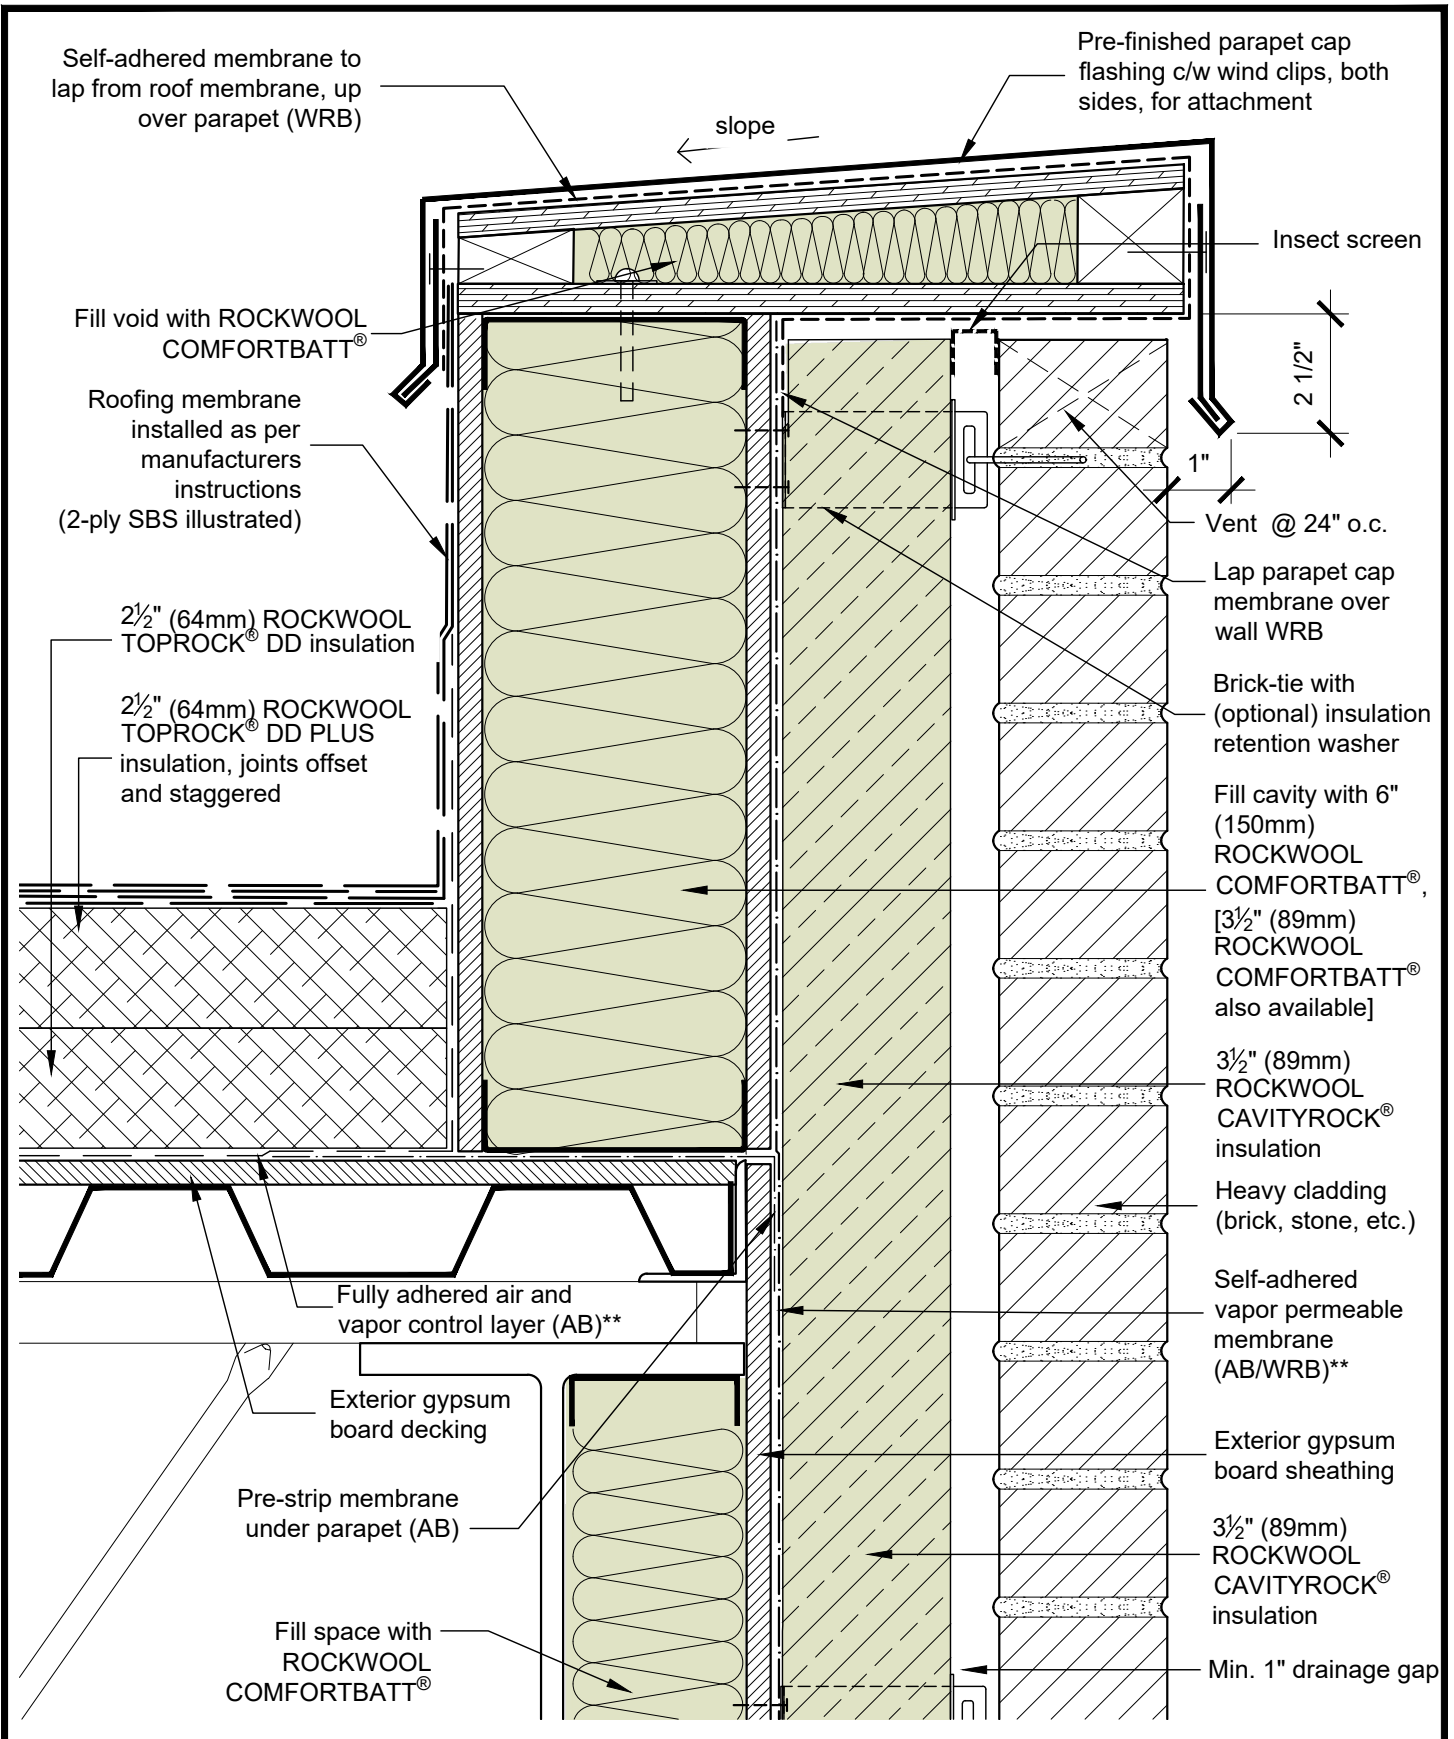 Self-adhered membrane to
lap from roof membrane, up
over parapet (WRB)
slope
Pre-finished parapet cap
flashing c/w wind clips, both
sides, for attachment
Insect screen
Fill void with ROCKWOOL
COMFORTBATT®
2 1/2"
1"
Roofing membrane
installed as per
manufacturers
instructions
(2-ply SBS illustrated)
Vent @ 24" o.c.
Lap parapet cap
membrane over
wall WRB
2½" (64mm) ROCKWOOL
TOPROCK® DD insulation
2½" (64mm) ROCKWOOL
TOPROCK® DD PLUS
insulation, joints offset
and staggered
Brick-tie with
(optional) insulation
retention washer
Fill cavity with 6"
(150mm)
ROCKWOOL
COMFORTBATT®,
[3½" (89mm)
ROCKWOOL
COMFORTBATT®
also available]
3½" (89mm)
ROCKWOOL
CAVITYROCK®
insulation
Heavy cladding
(brick, stone, etc.)
Fully adhered air and
vapor control layer (AB)**
Self-adhered
vapor permeable
membrane
(AB/WRB)**
Exterior gypsum
board decking
Exterior gypsum
board sheathing
Pre-strip membrane
under parapet (AB)
3½" (89mm)
ROCKWOOL
CAVITYROCK®
insulation
Fill space with
ROCKWOOL
COMFORTBATT®
Min. 1" drainage gap